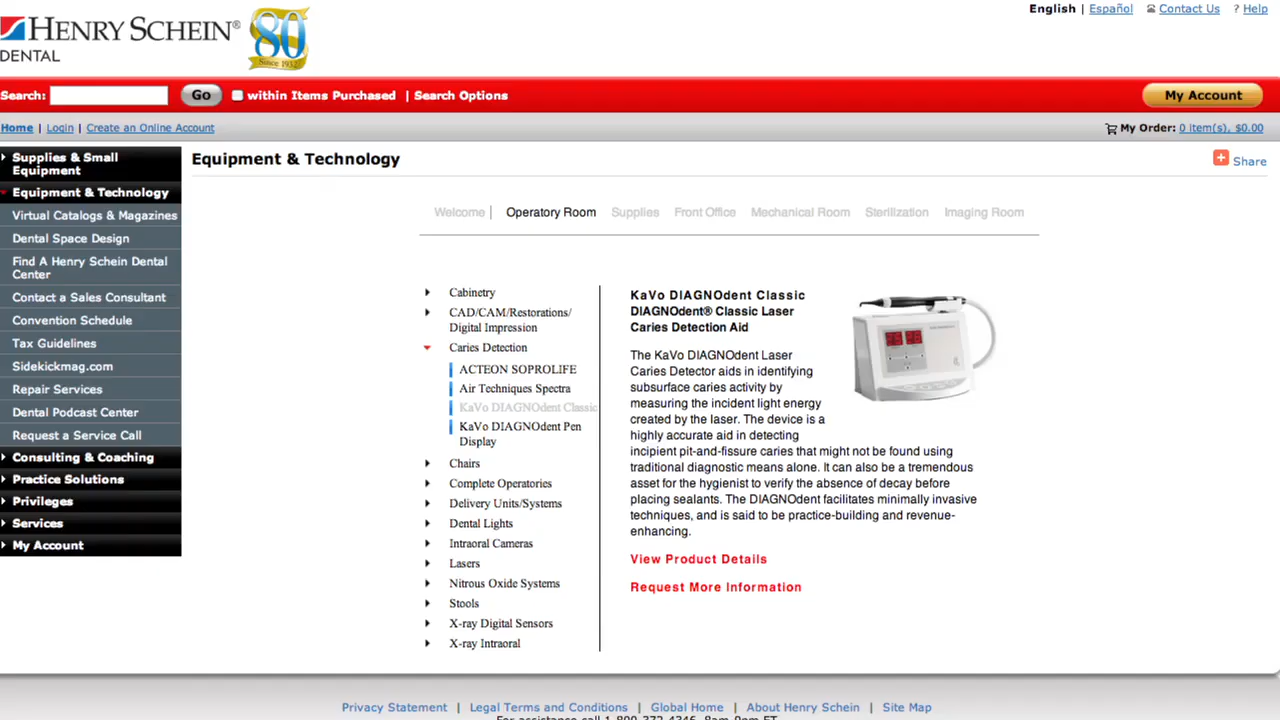 English | Español Contact Us ? Help
HENRY SCHEIN®
DENTAL
80
Since 1932
Search: Go within Items Purchased | Search Options My Account
Home | Login | Create an Online Account My Order: 0 item(s), $0.00
Supplies & Small
Equipment
Equipment & Technology
Virtual Catalogs & Magazines
Dental Space Design
Find A Henry Schein Dental
Center
Contact a Sales Consultant
Convention Schedule
Tax Guidelines
Sidekickmag.com
Repair Services
Dental Podcast Center
Request a Service Call
Consulting & Coaching
Practice Solutions
Privileges
Services
My Account
Equipment & Technology
Share
Welcome | Operatory Room Supplies Front Office Mechanical Room Sterilization Imaging Room
Cabinetry
CAD/CAM/Restorations/
Digital Impression
Caries Detection
ACTEON SOPROLIFE
Air Techniques Spectra
KaVo DIAGNOdent Classic
KaVo DIAGNOdent Pen
Display
Chairs
Complete Operatories
Delivery Units/Systems
Dental Lights
Intraoral Cameras
Lasers
Nitrous Oxide Systems
Stools
X-ray Digital Sensors
X-ray Intraoral
KaVo DIAGNOdent Classic
DIAGNOdent® Classic Laser
Caries Detection Aid
The KaVo DIAGNOdent Laser
Caries Detector aids in identifying
subsurface caries activity by
measuring the incident light energy
created by the laser. The device is a
highly accurate aid in detecting
incipient pit-and-fissure caries that might not be found using
traditional diagnostic means alone. It can also be a tremendous
asset for the hygienist to verify the absence of decay before
placing sealants. The DIAGNOdent facilitates minimally invasive
techniques, and is said to be practice-building and revenue-
enhancing.
View Product Details
Request More Information
Privacy Statement | Legal Terms and Conditions | Global Home | About Henry Schein | Site Map
For assistance call 1-800-372-4346, 8am-9pm ET